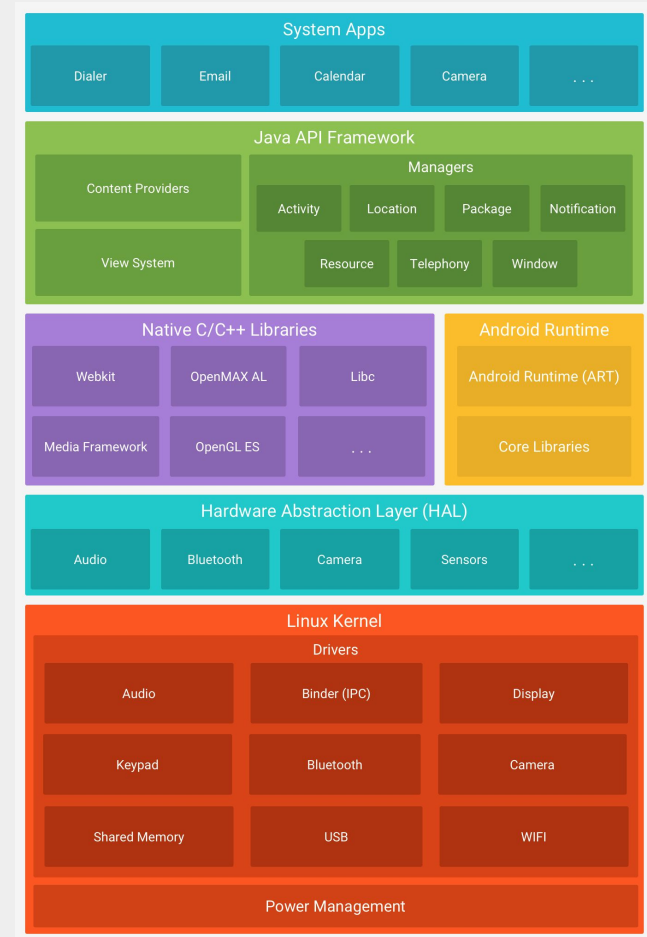 System Apps
Dialer
Email
Calendar
Camera
. . .
Java API Framework
Content Providers
View System
Managers
Activity
Location
Package
Notification
Resource
Telephony
Window
Native C/C++ Libraries
Webkit
OpenMAX AL
Libc
Media Framework
OpenGL ES
. . .
Android Runtime
Android Runtime (ART)
Core Libraries
Hardware Abstraction Layer (HAL)
Audio
Bluetooth
Camera
Sensors
. . .
Linux Kernel
Drivers
Audio
Binder (IPC)
Display
Keypad
Bluetooth
Camera
Shared Memory
USB
WIFI
Power Management